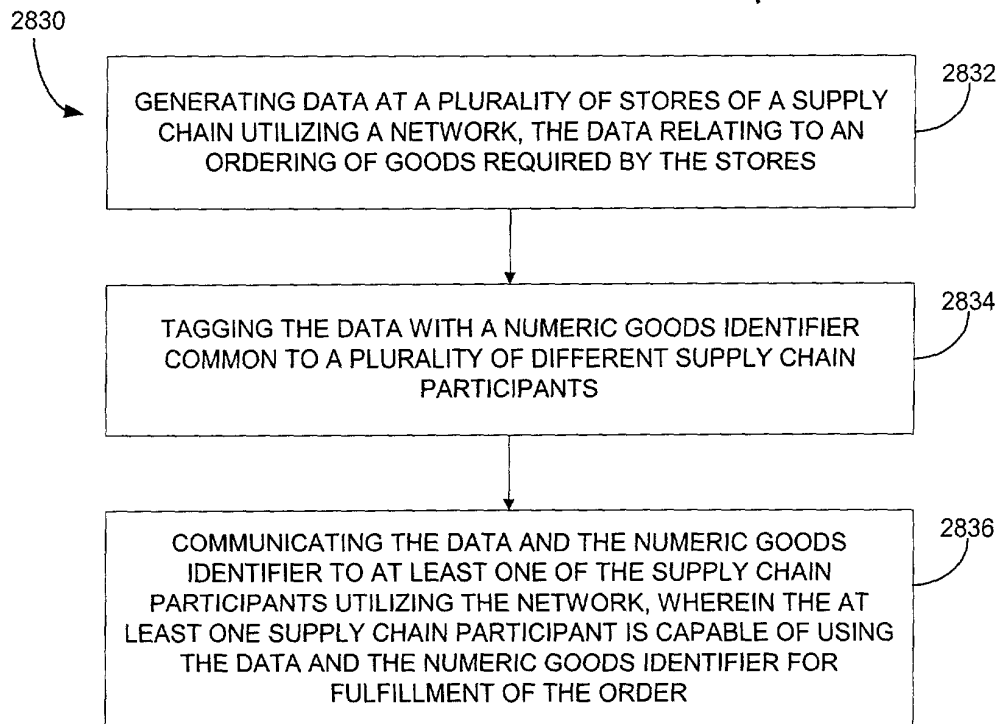 2830
GENERATING DATA AT A PLURALITY OF STORES OF A SUPPLY
CHAIN UTILIZING A NETWORK, THE DATA RELATING TO AN
ORDERING OF GOODS REQUIRED BY THE STORES
2832
TAGGING THE DATA WITH A NUMERIC GOODS IDENTIFIER
COMMON TO A PLURALITY OF DIFFERENT SUPPLY CHAIN
PARTICIPANTS
2834
COMMUNICATING THE DATA AND THE NUMERIC GOODS
IDENTIFIER TO AT LEAST ONE OF THE SUPPLY CHAIN
PARTICIPANTS UTILIZING THE NETWORK, WHEREIN THE AT
LEAST ONE SUPPLY CHAIN PARTICIPANT IS CAPABLE OF USING
THE DATA AND THE NUMERIC GOODS IDENTIFIER FOR
FULFILLMENT OF THE ORDER
2836